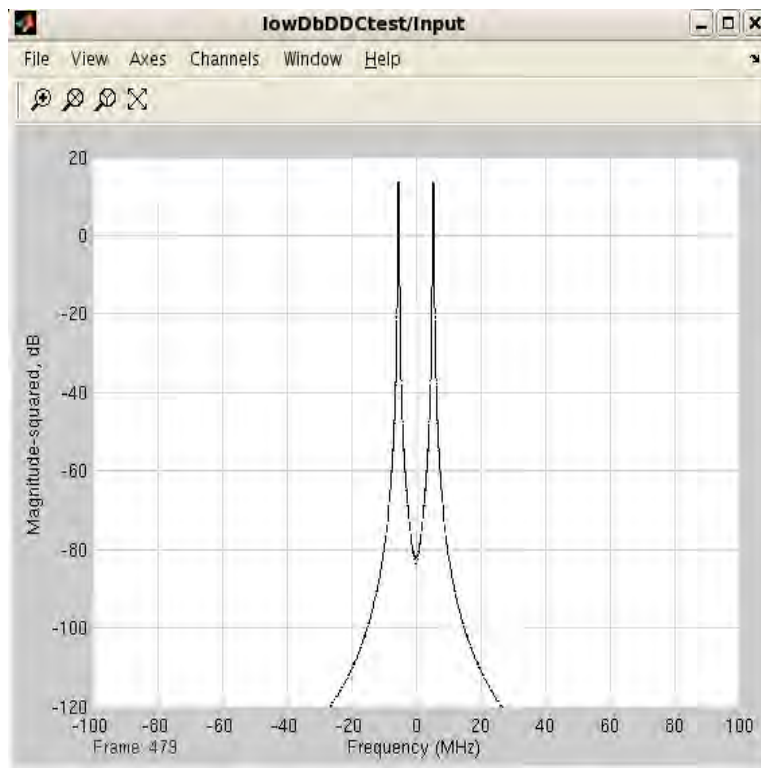 lowDbDDCtest/Input
File View Axes Channels Window Help
20
0
-20
-40
-60
-80
-100
-120
Magnitude-squared, dB
-100 -80 -60 -40 -20 0 20 40 60 80 100
Frame: 479 Frequency (MHz)